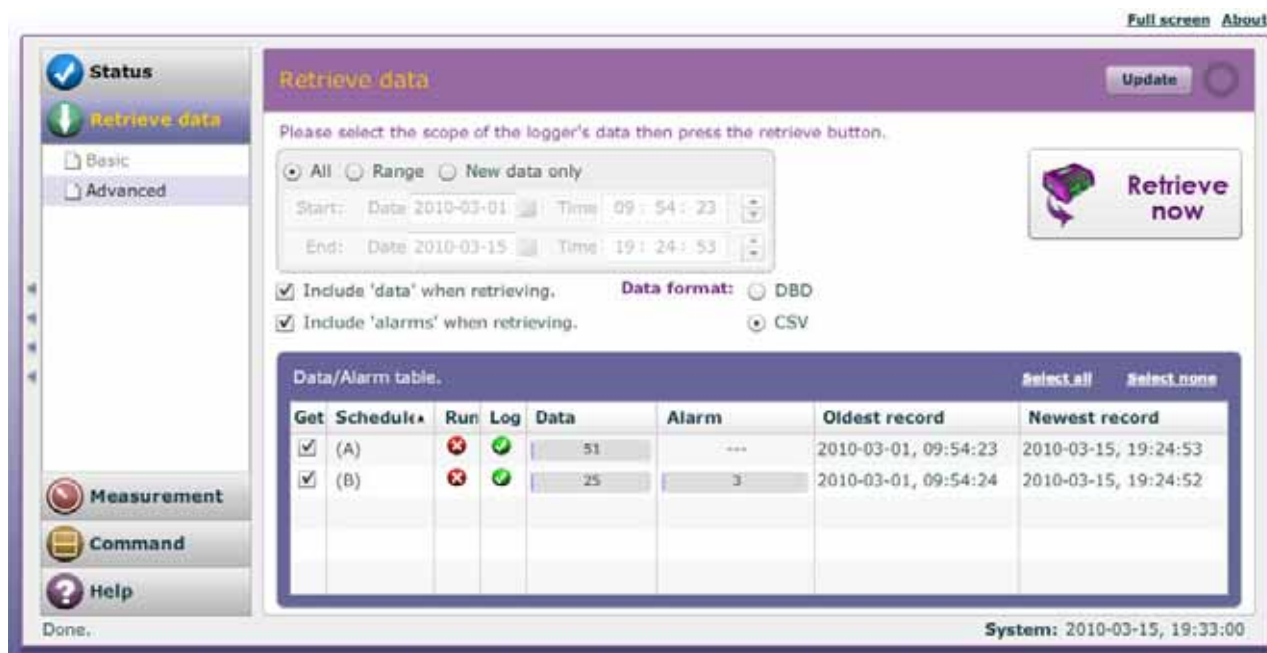 Full screen About
Status
Retrieve data
Basic
Advanced
Measurement
Command
Help
Retrieve data
Update
Please select the scope of the logger's data then press the retrieve button.
All Range New data only
Start: Date 2010-03-01 Time 09 : 54 : 23
End: Date 2010-03-15 Time 19 : 24 : 53
Retrieve
now
Include 'data' when retrieving. Data format: DBD
Include 'alarms' when retrieving. CSV
Data/Alarm table. Select all Select none
Get Schedule Run Log Data Alarm Oldest record Newest record
(A) 51 --- 2010-03-01, 09:54:23 2010-03-15, 19:24:53
(B) 25 3 2010-03-01, 09:54:24 2010-03-15, 19:24:52
Done. System: 2010-03-15, 19:33:00